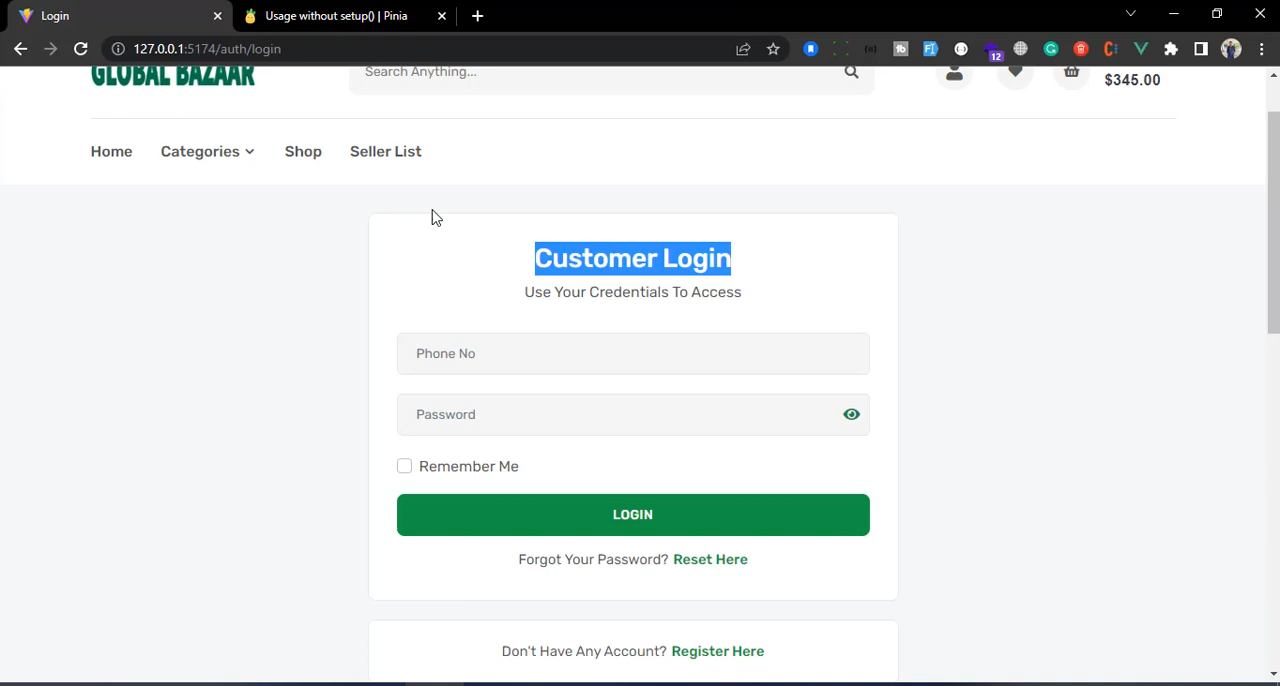 Login
Usage without setup() | Pinia
127.0.0.1:5174/auth/login
12
GLOBAL BAZAAR
Search Anything...
$345.00
Home
Categories
Shop
Seller List
Customer Login
Use Your Credentials To Access
Phone No
Password
Remember Me
LOGIN
Forgot Your Password? Reset Here
Don't Have Any Account? Register Here